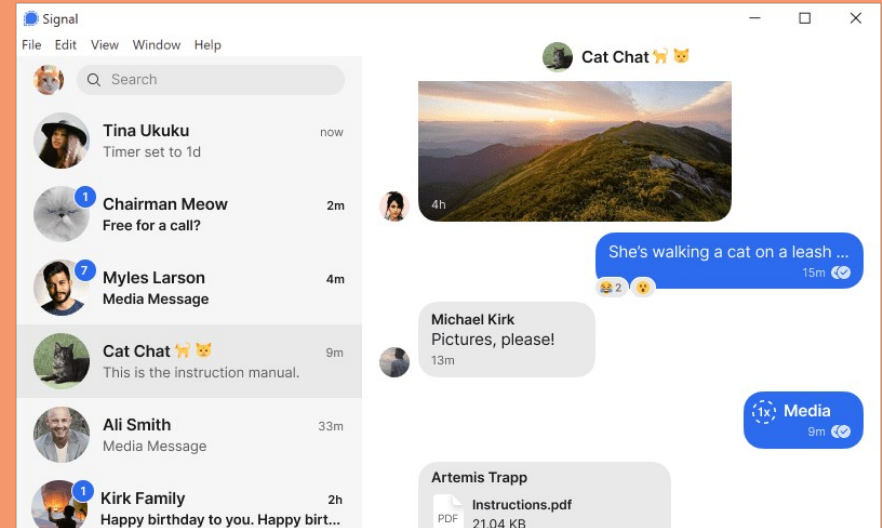 Signal
File Edit View Window Help
Search
Tina Ukuku now
Timer set to 1d
1
Chairman Meow 2m
Free for a call?
7
Myles Larson 4m
Media Message
Cat Chat🐈😺 9m
This is the instruction manual.
Ali Smith 33m
Media Message
1
Kirk Family 2h
Happy birthday to you. Happy birt...
Cat Chat🐈😺
4h
She's walking a cat on a leash ...
15m
😂 2 😮
Michael Kirk
Pictures, please!
13m
1x Media
9m
Artemis Trapp
PDF Instructions.pdf
21.04 KB